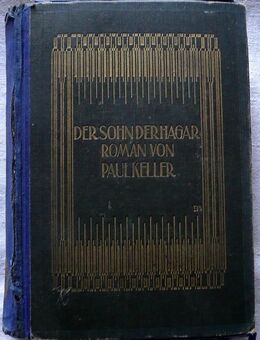 DER SOHN DER HAGAR
ROMAN VON
PAUL KELLER